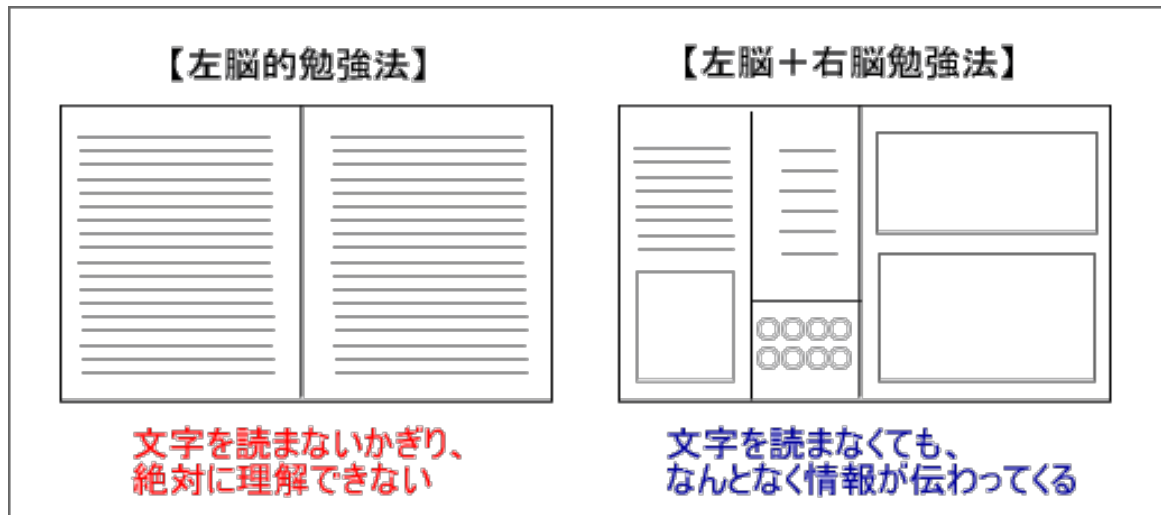 【左脳的勉強法】
【左脳＋右脳勉強法】
文字を読まないかぎり、
絶対に理解できない
文字を読まなくても、
なんとなく情報が伝わってくる